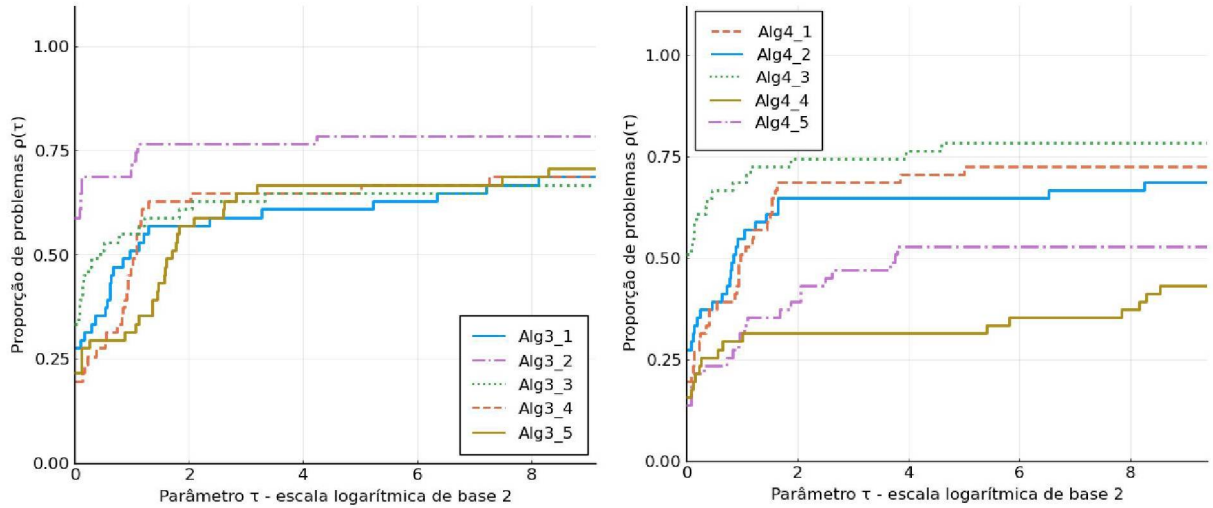 1.00
0.75
0.50
0.25
0.00
0
2
4
6
8
Proporção de problemas ρ(τ)
Parâmetro τ - escala logarítmica de base 2
Alg3_1
Alg3_2
Alg3_3
Alg3_4
Alg3_5
1.00
0.75
0.50
0.25
0.00
0
2
4
6
8
Proporção de problemas ρ(τ)
Parâmetro τ - escala logarítmica de base 2
Alg4_1
Alg4_2
Alg4_3
Alg4_4
Alg4_5